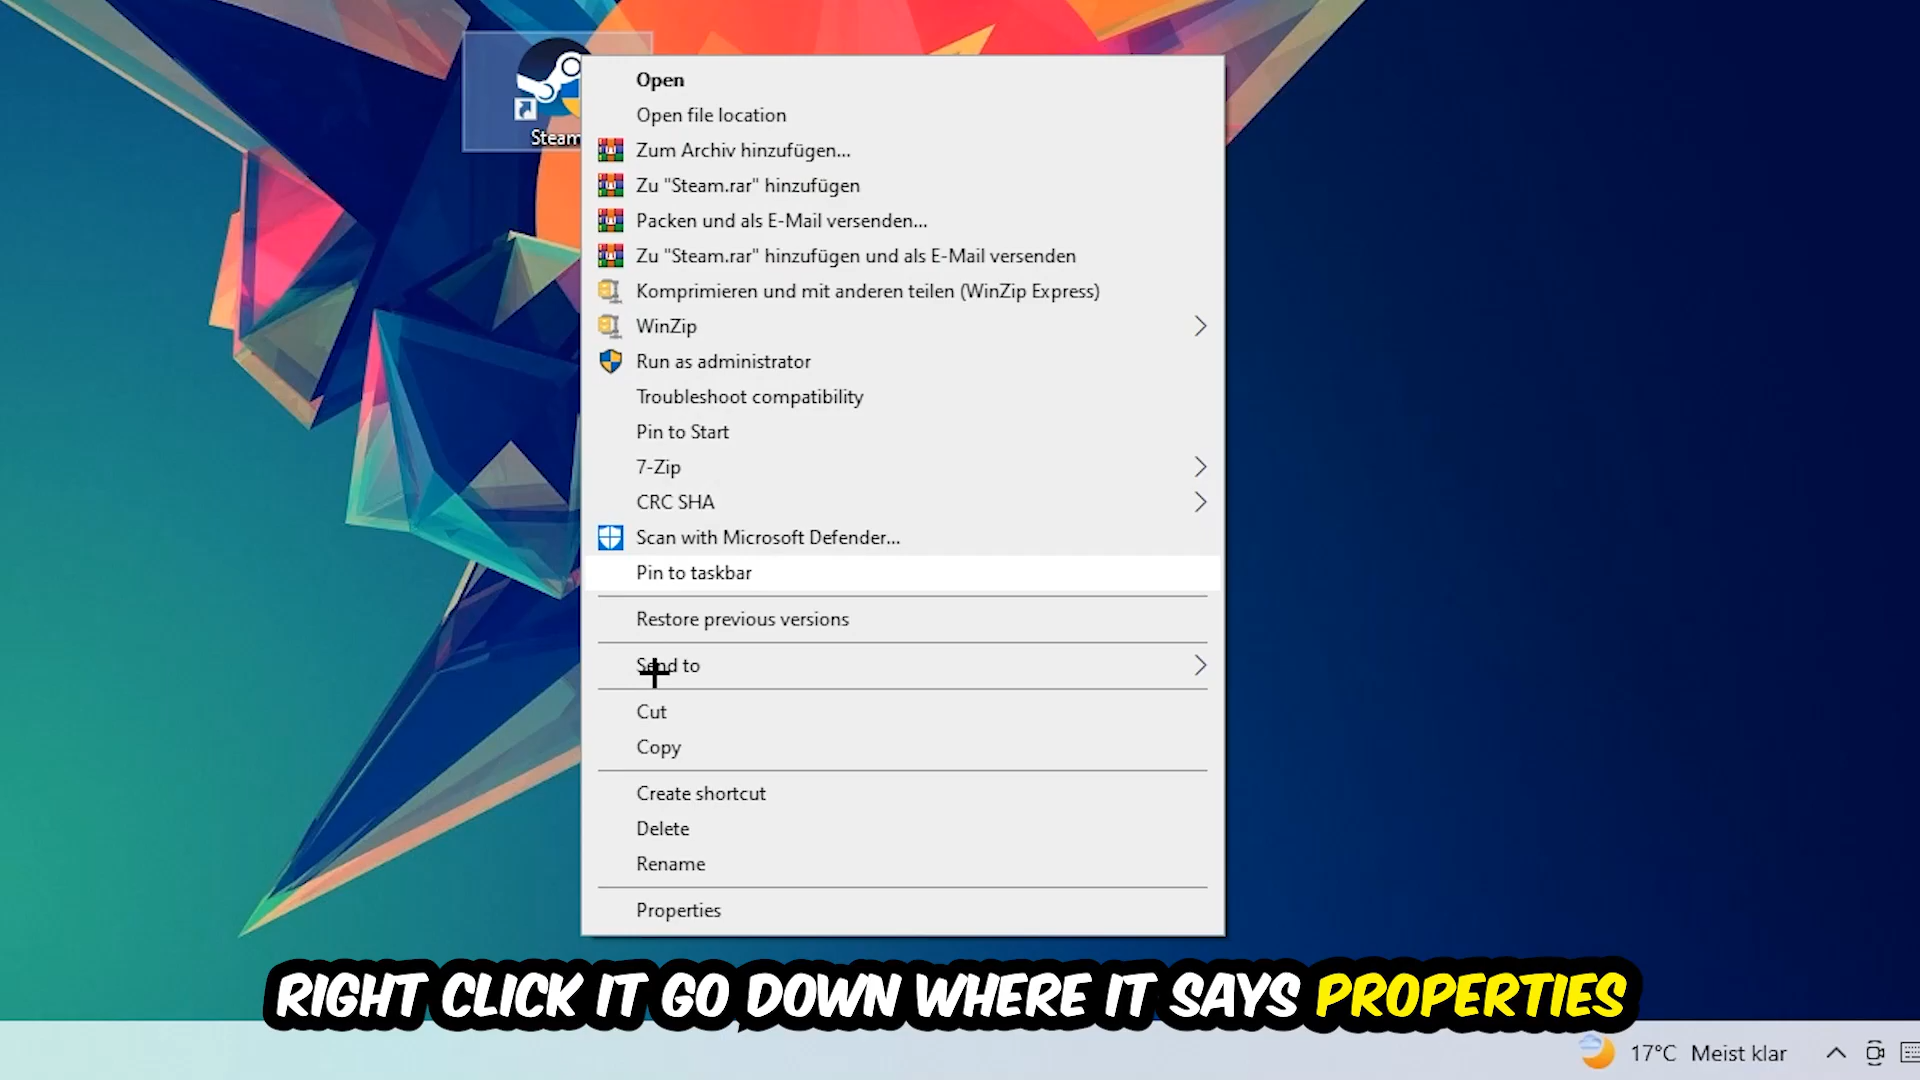 Steam
Open
Open file location
Zum Archiv hinzufügen...
Zu "Steam.rar" hinzufügen
Packen und als E-Mail versenden...
Zu "Steam.rar" hinzufügen und als E-Mail versenden
Komprimieren und mit anderen teilen (WinZip Express)
WinZip
Run as administrator
Troubleshoot compatibility
Pin to Start
7-Zip
CRC SHA
Scan with Microsoft Defender...
Pin to taskbar
Restore previous versions
Send to
Cut
Copy
Create shortcut
Delete
Rename
Properties
RIGHT CLICK IT GO DOWN WHERE IT SAYS PROPERTIES
17°C Meist klar